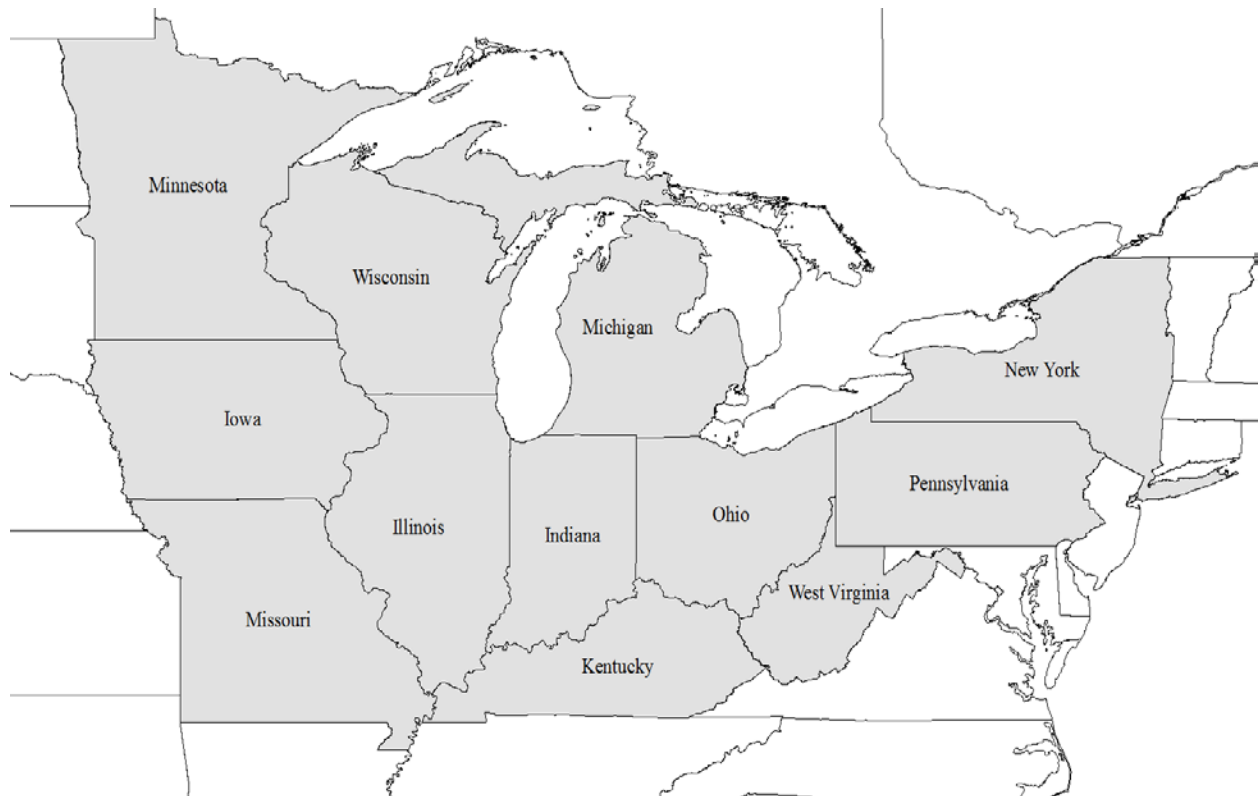 Minnesota
Wisconsin
Michigan
New York
Iowa
Pennsylvania
Ohio
Illinois
Indiana
West Virginia
Missouri
Kentucky